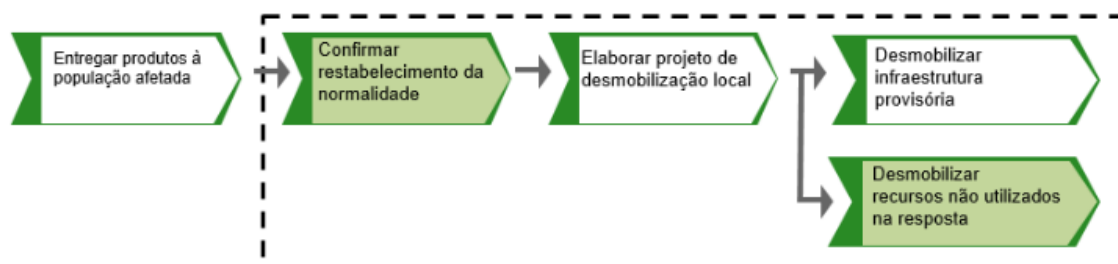 Entregar produtos à
população afetada
Confirmar
restabelecimento da
normalidade
Elaborar projeto de
desmobilização local
Desmobilizar
infraestrutura
provisória
Desmobilizar
recursos não utilizados
na resposta